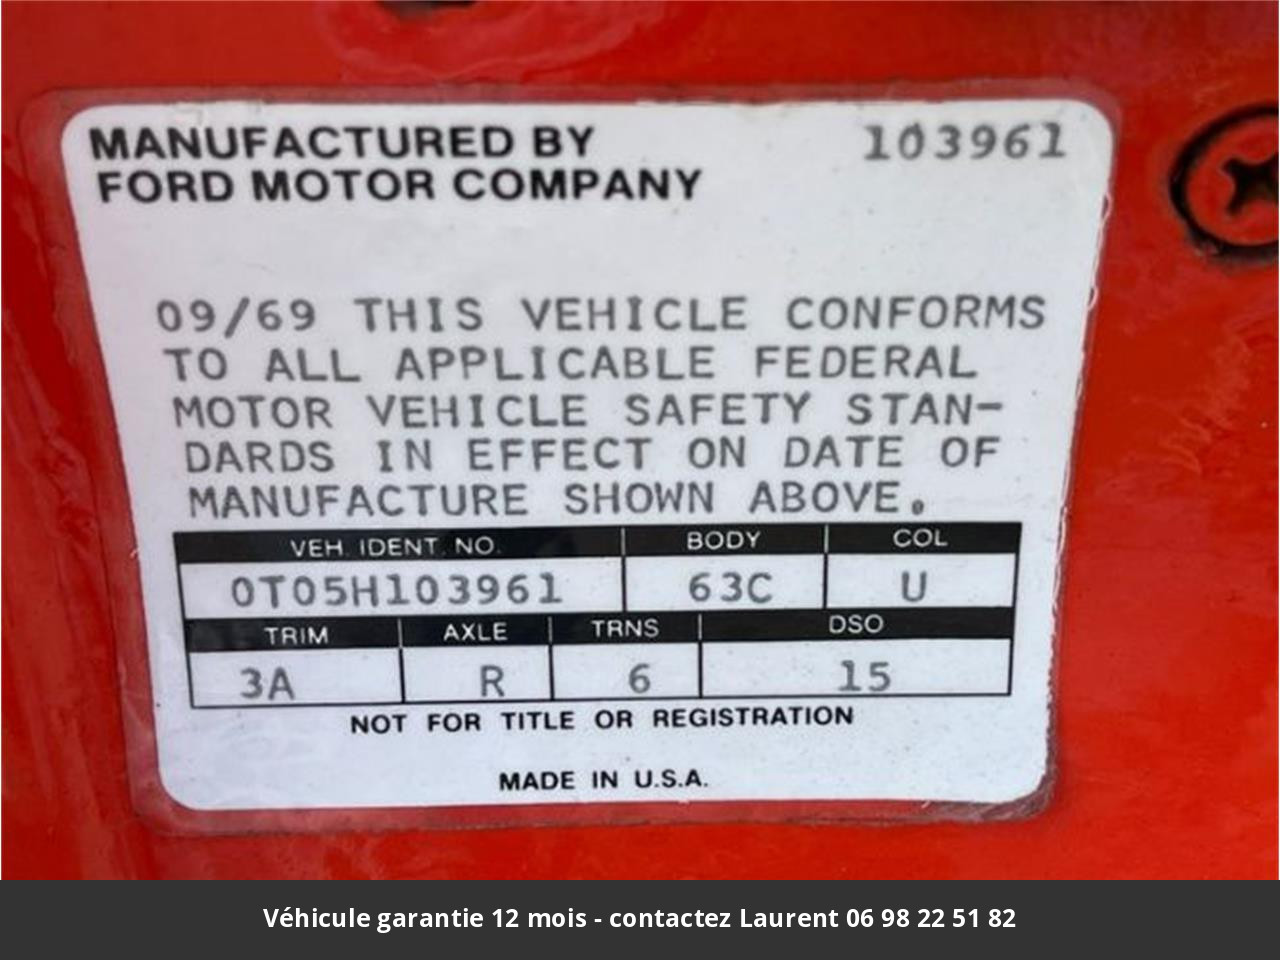 MANUFACTURED BY 103961
FORD MOTOR COMPANY
09/69 THIS VEHICLE CONFORMS
TO ALL APPLICABLE FEDERAL
MOTOR VEHICLE SAFETY STAN-
DARDS IN EFFECT ON DATE OF
MANUFACTURE SHOWN ABOVE.
VEH. IDENT. NO. BODY COL
0T05H103961 63C U
TRIM AXLE TRNS DSO
3A R 6 15
NOT FOR TITLE OR REGISTRATION
MADE IN U.S.A.
Véhicule garantie 12 mois - contactez Laurent 06 98 22 51 82